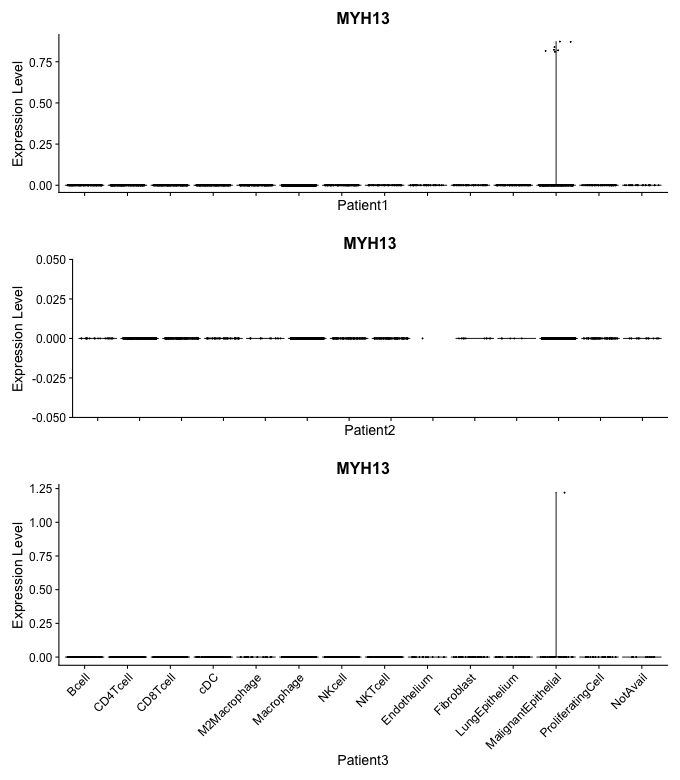 MYH13
Expression Level
0.75
0.50
0.25
0.00
Patient1
MYH13
Expression Level
0.050
0.025
0.000
-0.025
-0.050
Patient2
MYH13
Expression Level
1.25
1.00
0.75
0.50
0.25
0.00
Bcell
CD4Tcell
CD8Tcell
cDC
M2Macrophage
Macrophage
NKcell
NKTcell
Endothelium
Fibroblast
LungEpithelium
MalignantEpithelial
ProliferatingCell
NotAvail
Patient3